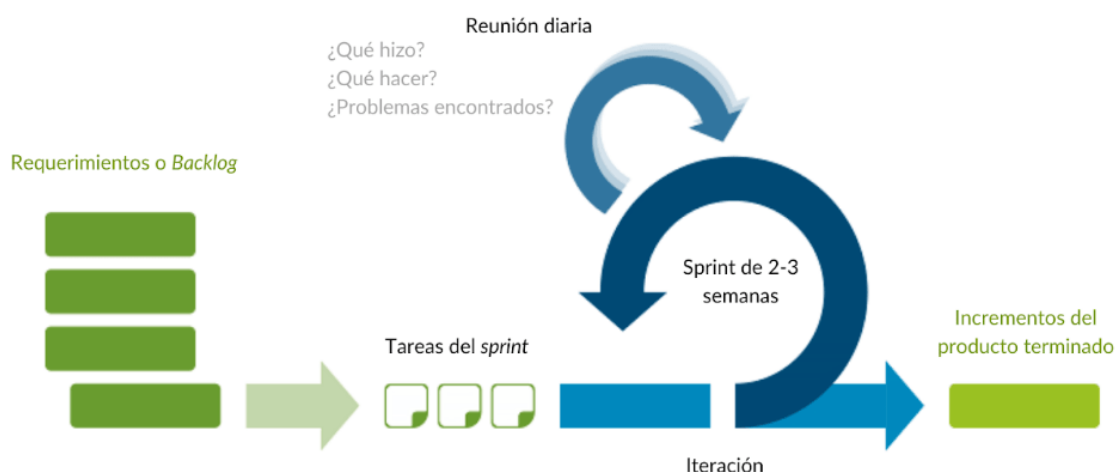 Reunión diaria
¿Qué hizo?
¿Qué hacer?
¿Problemas encontrados?
Requerimientos o Backlog
Sprint de 2-3
semanas
Tareas del sprint
Incrementos del
producto terminado
Iteración